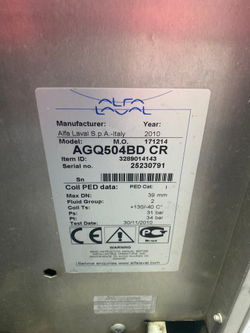 ALFA
LAVAL
Manufacturer: Year:
Alfa Laval S.p.A.-Italy 2010
Model: M.O. 171214
AGQ504BD CR
Item ID: 3289014143
Serial no. 25230791
Sn
Coil PED data: PED Cat: I
Max DN: 39 mm
Fluid Group: 2
Coil Ts: +130/-40 C°
Ps: 31 bar
Pt: 34 bar
Test Date: 30/11/2010
WARNING